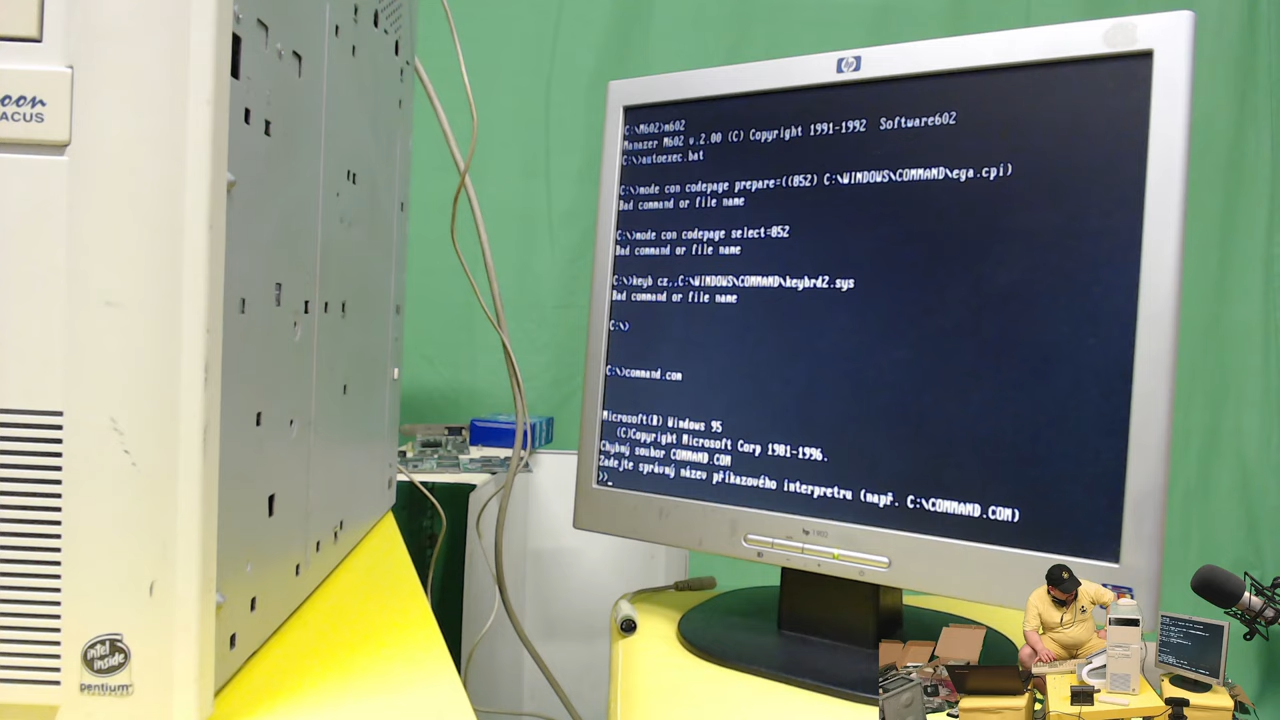 oon
ACUS
intel
inside
pentium
hp
C:\M602>m602
Manazer M602 v.2.00 (C) Copyright 1991-1992  Software602
C:\>autoexec.bat
C:\>mode con codepage prepare=((852) C:\WINDOWS\COMMAND\ega.cpi)
Bad command or file name
C:\>mode con codepage select=852
Bad command or file name
C:\>keyb cz,,C:\WINDOWS\COMMAND\keybrd2.sys
Bad command or file name
C:\>
C:\>command.com
Microsoft(R) Windows 95
(C)Copyright Microsoft Corp 1981-1996.
Chybný soubor COMMAND.COM
Zadejte správný název příkazového interpretru (např. C:\COMMAND.COM)
>>_